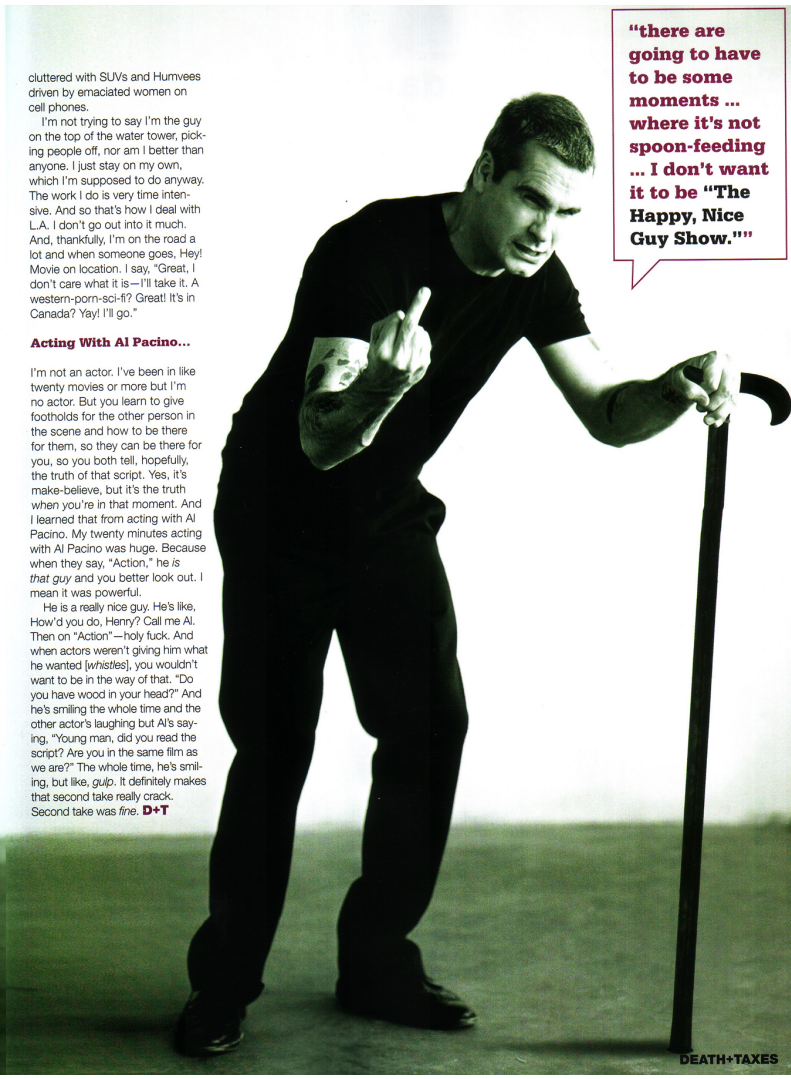 cluttered with SUVs and Humvees
driven by emaciated women on
cell phones.
I'm not trying to say I'm the guy
on the top of the water tower, pick-
ing people off, nor am I better than
anyone. I just stay on my own,
which I'm supposed to do anyway.
The work I do is very time inten-
sive. And so that's how I deal with
L.A. I don't go out into it much.
And, thankfully, I'm on the road a
lot and when someone goes, Hey!
Movie on location. I say, "Great, I
don't care what it is—I'll take it. A
western-porn-sci-fi? Great! It's in
Canada? Yay! I'll go."
Acting With Al Pacino...
I'm not an actor. I've been in like
twenty movies or more but I'm
no actor. But you learn to give
footholds for the other person in
the scene and how to be there
for them, so they can be there for
you, so you both tell, hopefully,
the truth of that script. Yes, it's
make-believe, but it's the truth
when you're in that moment. And
I learned that from acting with Al
Pacino. My twenty minutes acting
with Al Pacino was huge. Because
when they say, "Action," he is
that guy and you better look out. I
mean it was powerful.
He is a really nice guy. He's like,
How'd you do, Henry? Call me Al.
Then on "Action"—holy fuck. And
when actors weren't giving him what
he wanted [whistles], you wouldn't
want to be in the way of that. "Do
you have wood in your head?" And
he's smiling the whole time and the
other actor's laughing but Al's say-
ing, "Young man, did you read the
script? Are you in the same film as
we are?" The whole time, he's smil-
ing, but like, gulp. It definitely makes
that second take really crack.
Second take was fine. D+T
"there are
going to have
to be some
moments ...
where it's not
spoon-feeding
... I don't want
it to be "The
Happy, Nice
Guy Show.""
DEATH+TAXES